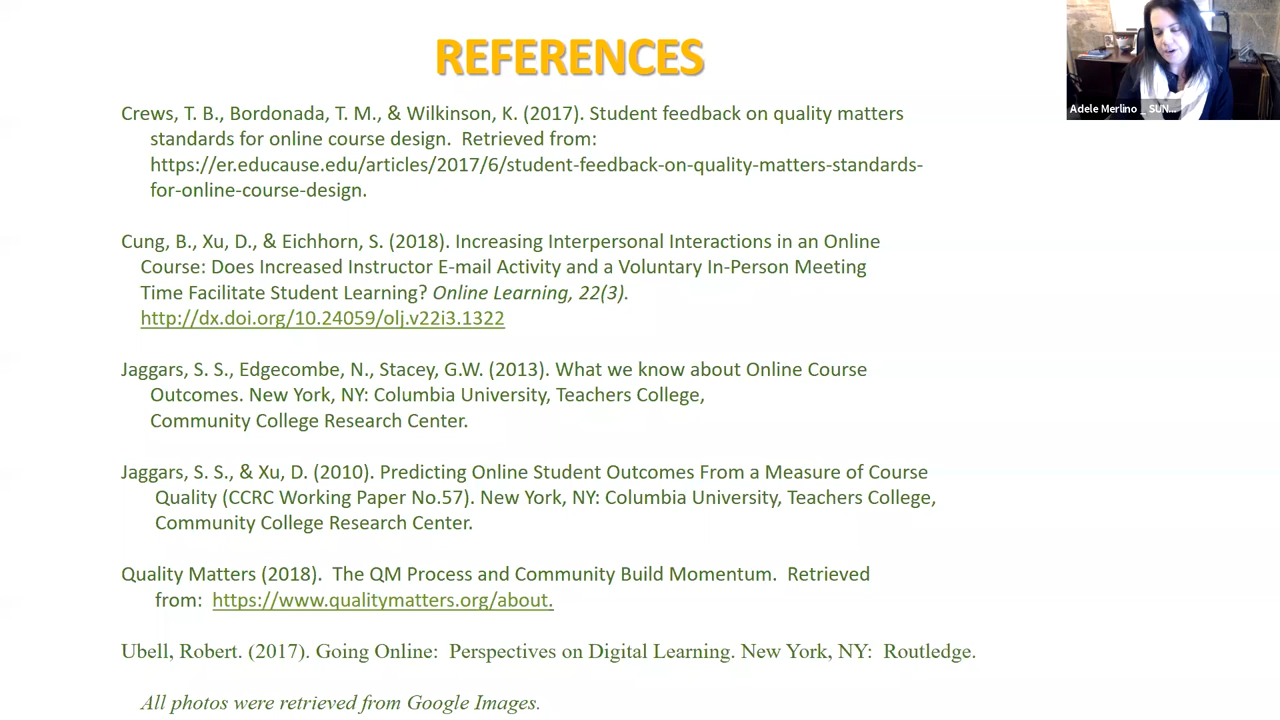 REFERENCES
Adele Merlino _ SUN...
Crews, T. B., Bordonada, T. M., & Wilkinson, K. (2017). Student feedback on quality matters
standards for online course design.  Retrieved from:
https://er.educause.edu/articles/2017/6/student-feedback-on-quality-matters-standards-
for-online-course-design.
Cung, B., Xu, D., & Eichhorn, S. (2018). Increasing Interpersonal Interactions in an Online
Course: Does Increased Instructor E-mail Activity and a Voluntary In-Person Meeting
Time Facilitate Student Learning? Online Learning, 22(3).
http://dx.doi.org/10.24059/olj.v22i3.1322
Jaggars, S. S., Edgecombe, N., Stacey, G.W. (2013). What we know about Online Course
Outcomes. New York, NY: Columbia University, Teachers College,
Community College Research Center.
Jaggars, S. S., & Xu, D. (2010). Predicting Online Student Outcomes From a Measure of Course
Quality (CCRC Working Paper No.57). New York, NY: Columbia University, Teachers College,
Community College Research Center.
Quality Matters (2018).  The QM Process and Community Build Momentum.  Retrieved
from:  https://www.qualitymatters.org/about.
Ubell, Robert. (2017). Going Online:  Perspectives on Digital Learning. New York, NY:  Routledge.
All photos were retrieved from Google Images.